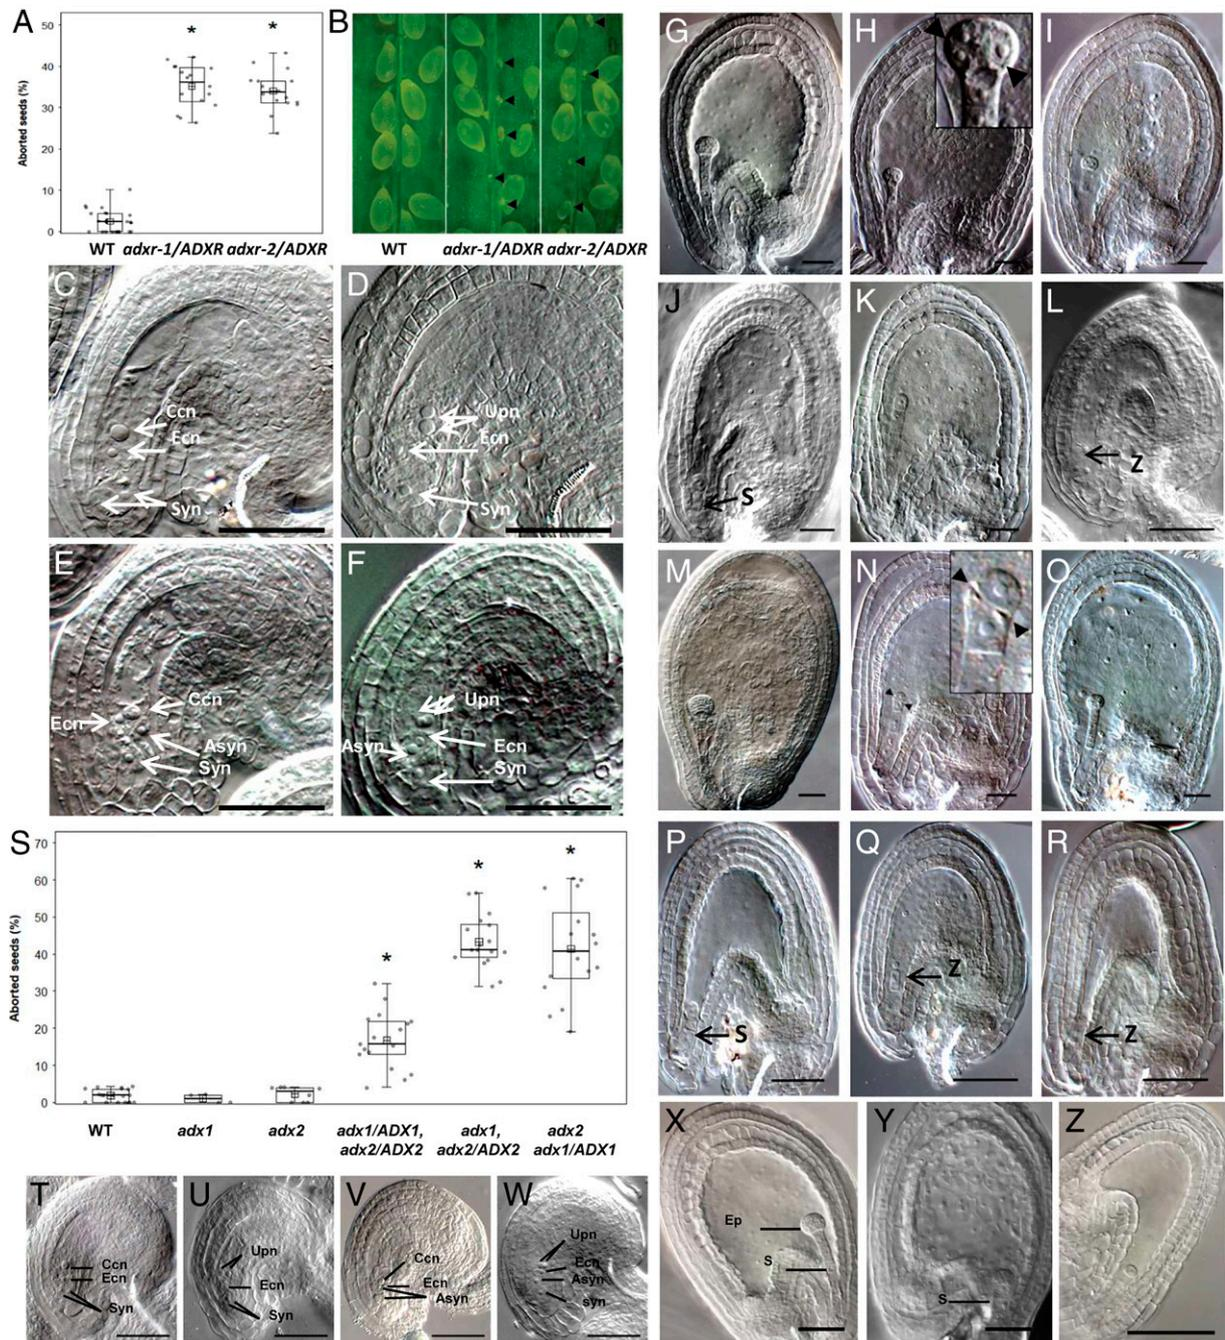 A
Aborted seeds (%)
50
40
30
20
10
0
*
*
WT adxr-1/ADXR adxr-2/ADXR
B
WT adxr-1/ADXR adxr-2/ADXR
C
Ccn
Ecn
Syn
D
Upn
Ecn
Syn
E
Ccn
Ecn
Asyn
Syn
F
Upn
Asyn
Ecn
Syn
G
H
I
J
S
K
L
Z
M
N
O
P
S
Q
Z
R
Z
S
Aborted seeds (%)
70
60
50
40
30
20
10
0
*
*
*
WT
adx1
adx2
adx1/ADX1,
adx2/ADX2
adx1,
adx2/ADX2
adx2
adx1/ADX1
T
Ccn
Ecn
Syn
U
Upn
Ecn
Syn
V
Ccn
Ecn
Asyn
W
Upn
Ecn
Asyn
syn
X
Ep
S
Y
S
Z